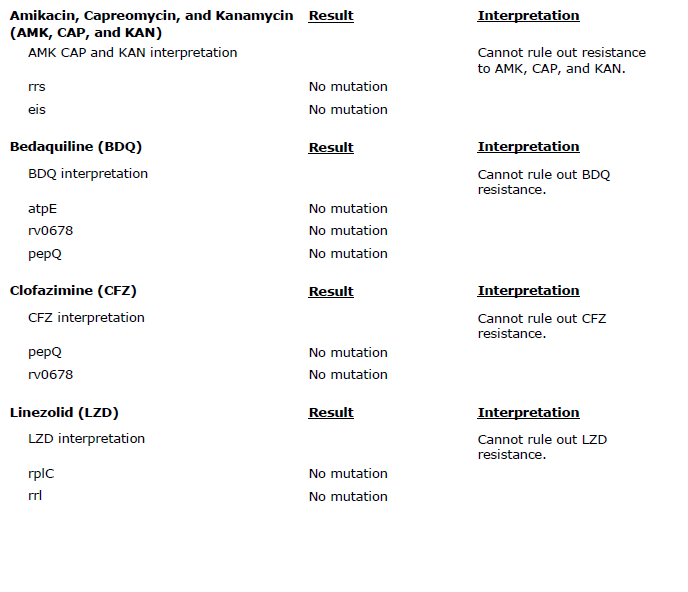 Amikacin, Capreomycin, and Kanamycin Result Interpretation
(AMK, CAP, and KAN)
AMK CAP and KAN interpretation Cannot rule out resistance
to AMK, CAP, and KAN.
rrs No mutation
eis No mutation
Bedaquiline (BDQ) Result Interpretation
BDQ interpretation Cannot rule out BDQ
resistance.
atpE No mutation
rv0678 No mutation
pepQ No mutation
Clofazimine (CFZ) Result Interpretation
CFZ interpretation Cannot rule out CFZ
resistance.
pepQ No mutation
rv0678 No mutation
Linezolid (LZD) Result Interpretation
LZD interpretation Cannot rule out LZD
resistance.
rplC No mutation
rrl No mutation